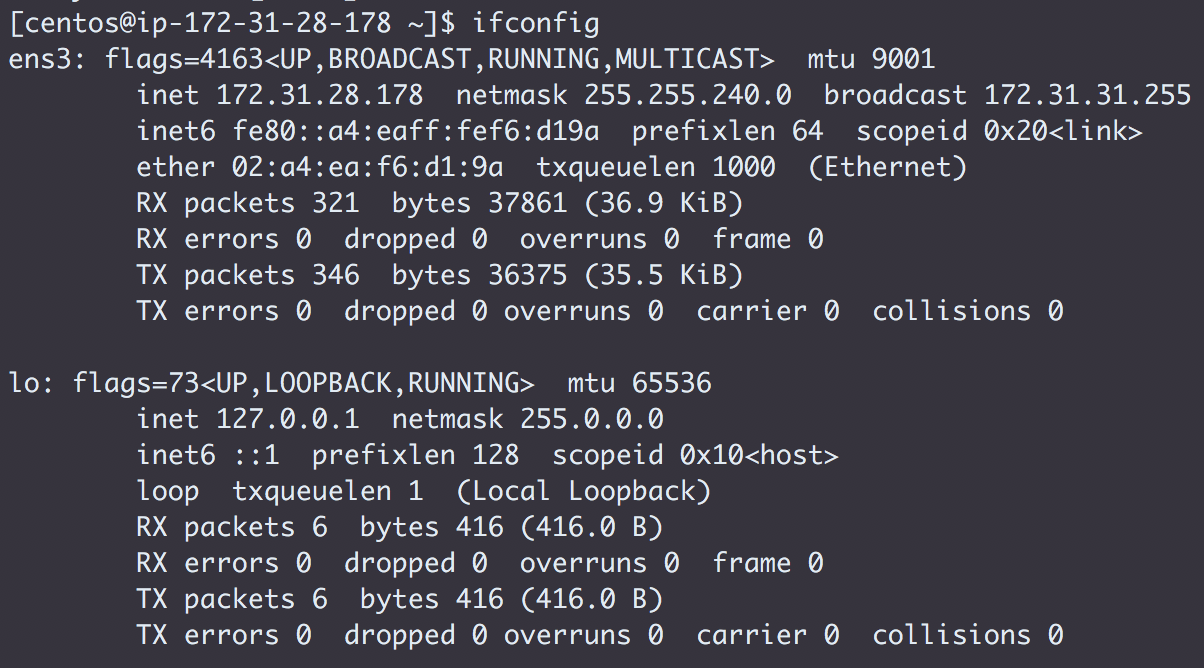 [centos@ip-172-31-28-178 ~]$ ifconfig
ens3: flags=4163<UP,BROADCAST,RUNNING,MULTICAST>  mtu 9001
        inet 172.31.28.178  netmask 255.255.240.0  broadcast 172.31.31.255
        inet6 fe80::a4:eaff:fef6:d19a  prefixlen 64  scopeid 0x20<link>
        ether 02:a4:ea:f6:d1:9a  txqueuelen 1000  (Ethernet)
        RX packets 321  bytes 37861 (36.9 KiB)
        RX errors 0  dropped 0  overruns 0  frame 0
        TX packets 346  bytes 36375 (35.5 KiB)
        TX errors 0  dropped 0 overruns 0  carrier 0  collisions 0

lo: flags=73<UP,LOOPBACK,RUNNING>  mtu 65536
        inet 127.0.0.1  netmask 255.0.0.0
        inet6 ::1  prefixlen 128  scopeid 0x10<host>
        loop  txqueuelen 1  (Local Loopback)
        RX packets 6  bytes 416 (416.0 B)
        RX errors 0  dropped 0  overruns 0  frame 0
        TX packets 6  bytes 416 (416.0 B)
        TX errors 0  dropped 0 overruns 0  carrier 0  collisions 0